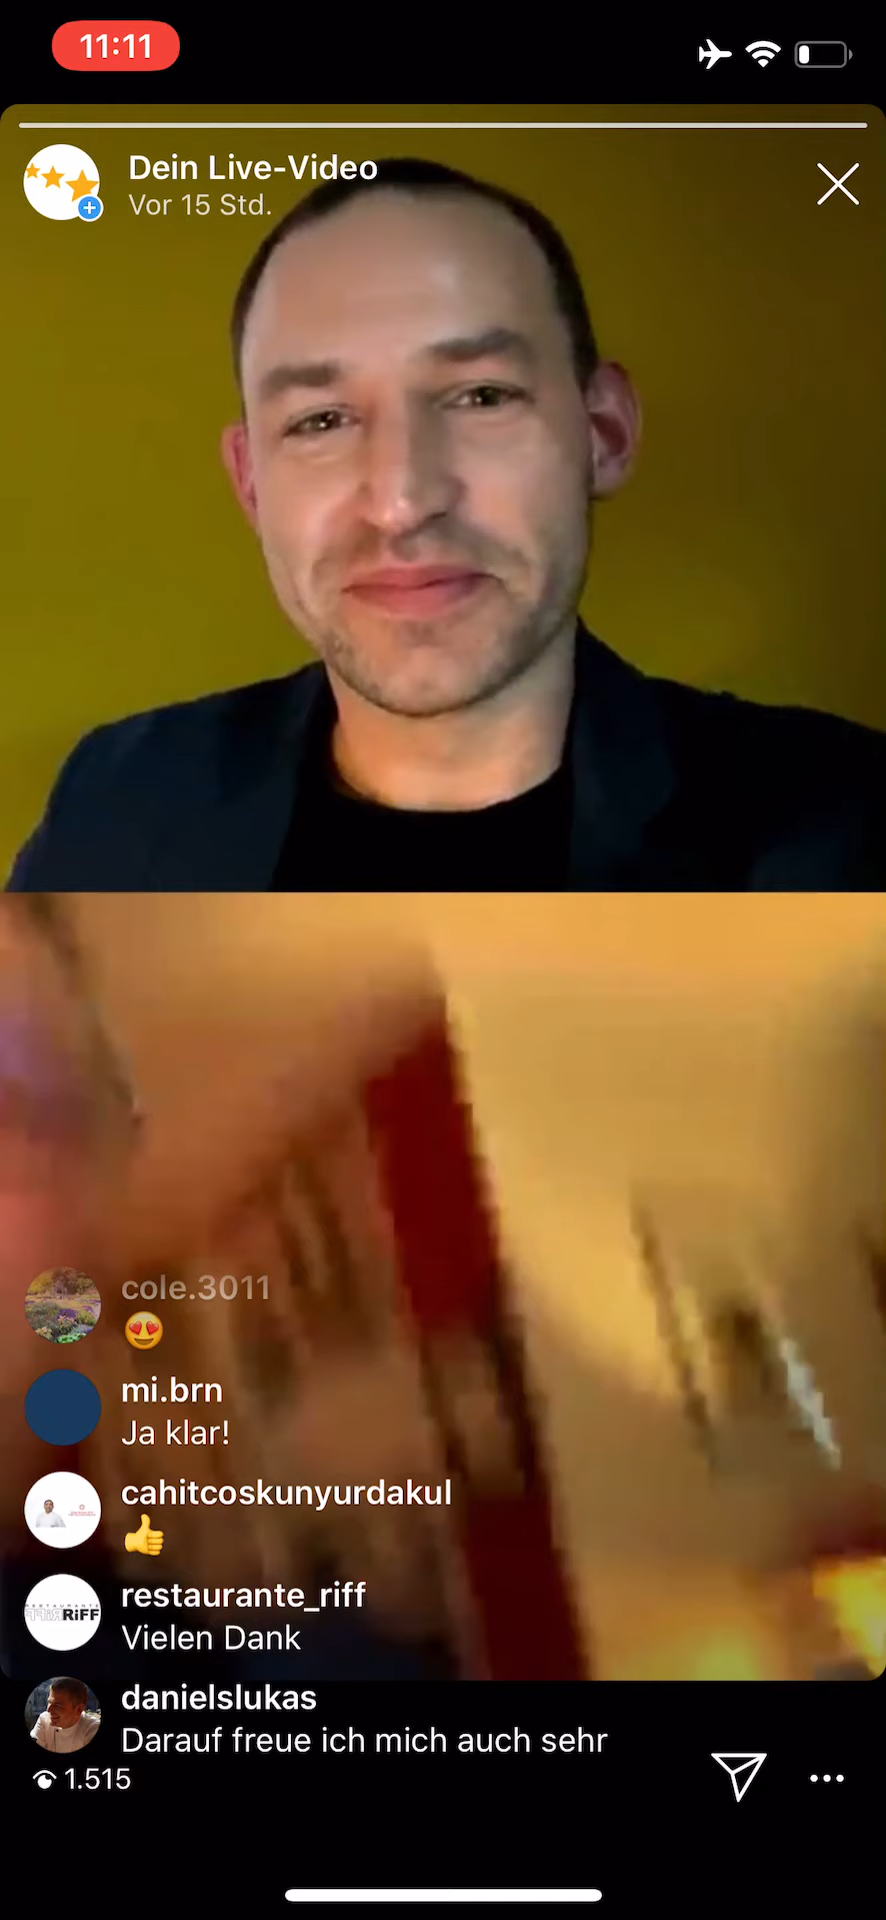 11:11
Dein Live-Video
Vor 15 Std.
cole.3011
😍
mi.brn
Ja klar!
cahitcoskunyurdakul
👍
restaurante_riff
RiFF
Vielen Dank
danielslukas
Darauf freue ich mich auch sehr
1.515